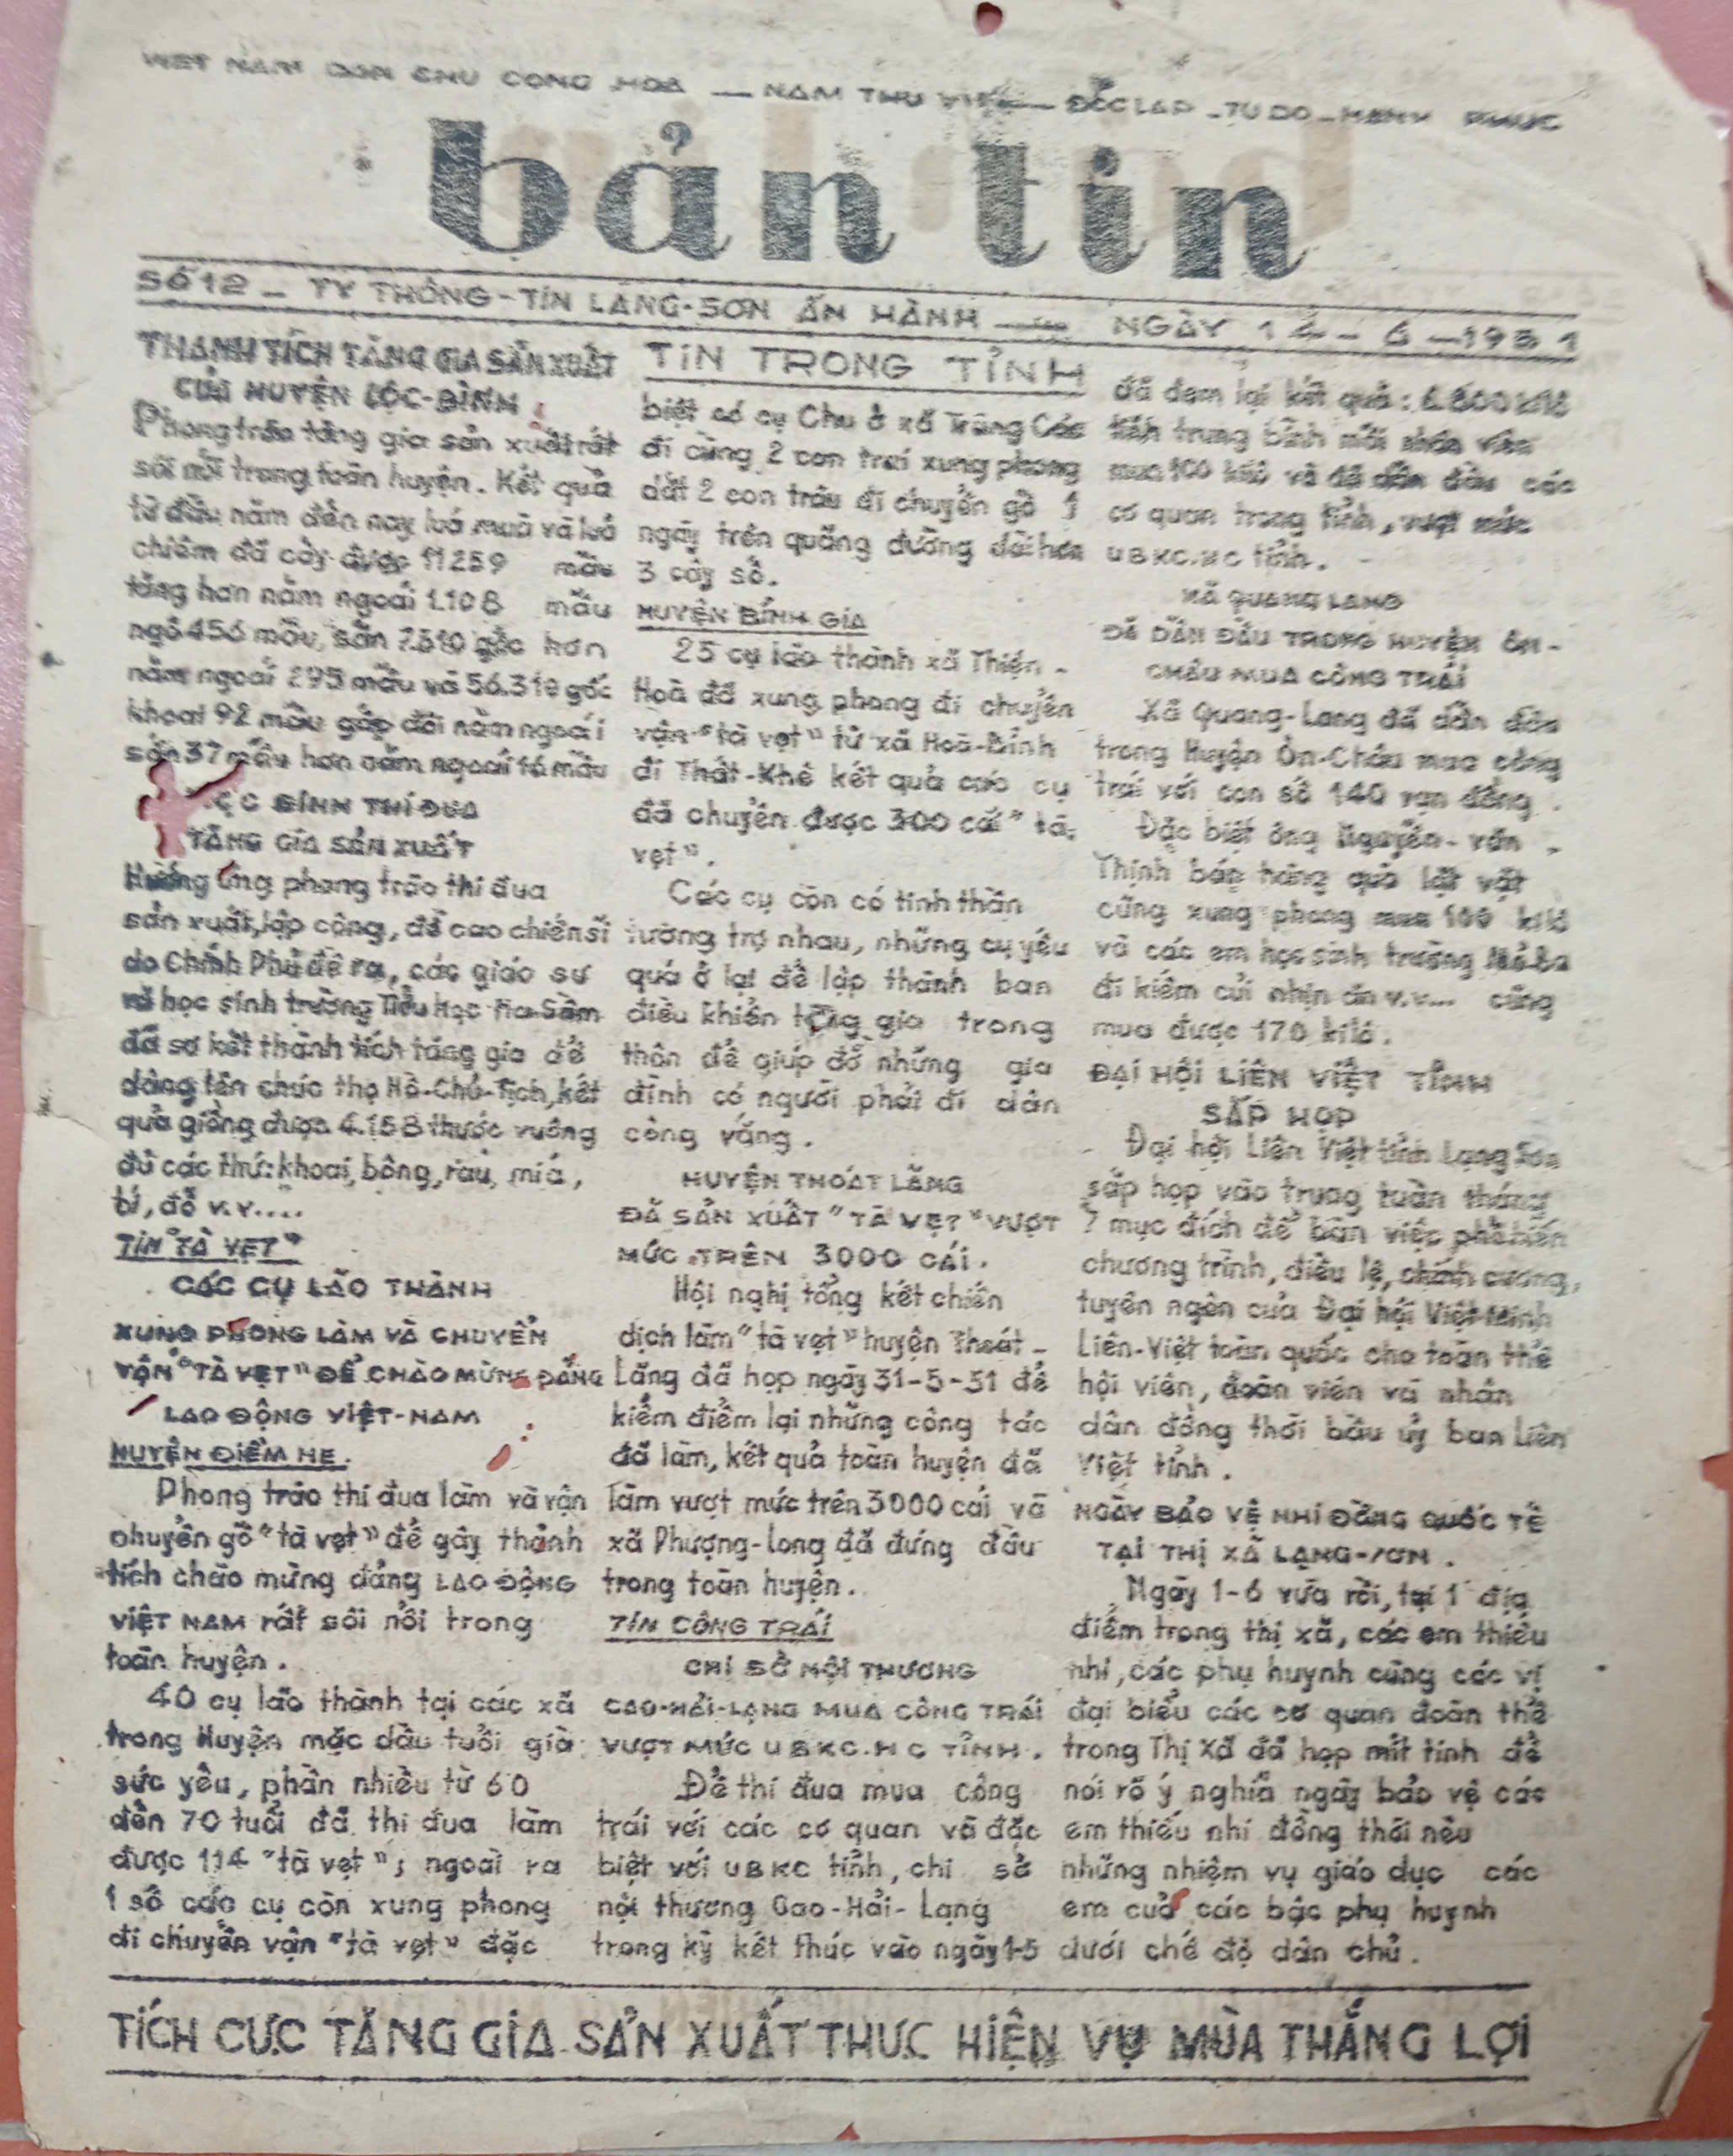 VIỆT NAM DÂN CHỦ CỘNG HOÀ — NĂM THỨ VII — ĐỘC LẬP - TỰ DO - HẠNH PHÚC
bản tin
SỐ 12 - TY THÔNG-TIN LẠNG-SƠN ẤN HÀNH — NGÀY 14-6-1951
THÀNH TÍCH TĂNG GIA SẢN XUẤT
CỦA HUYỆN LỘC-BÌNH
Phong trào tăng gia sản xuất rất
sôi nổi trong toàn huyện. Kết quả
từ đầu năm đến nay luá muà và luá
chiêm đã cày được 11259 mẫu
tăng hơn năm ngoái 1.108 mẫu
ngô 456 mẫu, sắn 2.510 gốc hơn
năm ngoái 295 mẫu và 56.310 gốc
khoai 92 mẫu gấp đôi năm ngoái
sắn 37 mẫu hơn năm ngoái mẫu
SINH THI ĐUA
TĂNG GIA SẢN XUẤT
Hưởng ứng phong trào thi đua
sản xuất, lập công, đề cao chiến sĩ
do Chính Phủ đề ra, các giáo sư
và học sinh trường Tiểu Học Na-Sầm
đã sơ kết thành tích tăng gia để
dâng lên chúc thọ Hồ-Chủ-Tịch, kết
quả giồng được 4.158 thước vuông
đủ các thứ: khoai, bông, rau, mía,
bí, đỗ v.v....
TIN "TÀ VẸT"
CÁC CỤ LÃO THÀNH
XUNG PHONG LÀM VÀ CHUYỂN
VẬN "TÀ VẸT" ĐỂ CHÀO MỪNG ĐẢNG
LAO ĐỘNG VIỆT-NAM
HUYỆN ĐIỀM HE.
Phong trào thi đua làm và vận
chuyển gỗ "tà vẹt" để gây thành
tích chào mừng đảng LAO ĐỘNG
VIỆT NAM rất sôi nổi trong
toàn huyện.
40 cụ lão thành tại các xã
trong Huyện mặc dầu tuổi già
sức yếu, phần nhiều từ 60
đến 70 tuổi đã thi đua làm
được 114 "tà vẹt"; ngoài ra
1 số các cụ còn xung phong
đi chuyển vận "tà vẹt" đặc
TIN TRONG TỈNH
biệt có cụ Chu ở xã Tràng Các
đi cùng 2 con trai xung phong
dắt 2 con trâu đi chuyển gỗ 1
ngày trên quãng đường dài hơn
3 cây số.
HUYỆN BÌNH GIA
25 cụ lão thành xã Thiện-
Hoà đã xung phong đi chuyển
vận "tà vẹt" từ xã Hoà-Bình
đi Thất-Khê kết quả các cụ
đã chuyển được 300 cái "tà
vẹt".
Các cụ còn có tinh thần
tương trợ nhau, những cụ yếu
quá ở lại để lập thành ban
điều khiển tăng gia trong
thôn để giúp đỡ những gia
đình có người phải đi dân
công vắng.
HUYỆN THOÁT LÃNG
ĐÃ SẢN XUẤT "TÀ VẸT" VƯỢT
MỨC TRÊN 3000 CÁI.
Hội nghị tổng kết chiến
dịch làm "tà vẹt" huyện Thoát-
Lãng đã họp ngày 31-5-51 để
kiểm điểm lại những công tác
đã làm, kết quả toàn huyện đã
làm vượt mức trên 3000 cái và
xã Phượng-Long đã đứng đầu
trong toàn huyện.
TIN CÔNG TRÁI
CHI SỞ NỘI THƯƠNG
CAO-HẢI-LẠNG MUA CÔNG TRÁI
VƯỢT MỨC UBKC.HC TỈNH.
Để thi đua mua công
trái với các cơ quan và đặc
biệt với UBKC tỉnh, chi sở
nội thương Cao-Hải-Lạng
trong kỳ kết thúc vào ngày 1-5
đã đem lại kết quả: 6.600 kilô
tính trung bình mỗi nhân viên
mua 100 kilô và đã dẫn đầu các
cơ quan trong tỉnh, vượt mức
UBKC.HC tỉnh.
XÃ QUANG LANG
ĐÃ DẪN ĐẦU TRONG HUYỆN ÔN-
CHÂU MUA CÔNG TRÁI
Xã Quang-Lang đã dẫn đầu
trong Huyện Ôn-Châu mua công
trái với con số 140 vạn đồng.
Đặc biệt ông Nguyễn-văn
Thịnh bán hàng quà lặt vặt
cũng xung phong mua 100 kilô
và các em học sinh trường
đi kiếm củi nhịn ăn v.v... cũng
mua được 170 kilô.
ĐẠI HỘI LIÊN VIỆT TỈNH
SẮP HỌP
Đại hội Liên Việt tỉnh Lạng Sơn
sắp họp vào trung tuần tháng
7 mục đích để bàn việc phổ biến
chương trình, điều lệ, chính cương,
tuyên ngôn của Đại hội Việt-Minh
Liên-Việt toàn quốc cho toàn thể
hội viên, đoàn viên và nhân
dân đồng thời bầu ủy ban Liên
Việt tỉnh.
NGÀY BẢO VỆ NHI ĐỒNG QUỐC TẾ
TẠI THỊ XÃ LẠNG-SƠN.
Ngày 1-6 vừa rồi, tại 1 địa
điểm trong thị xã, các em thiếu
nhi, các phụ huynh cùng các vị
đại biểu các cơ quan đoàn thể
trong Thị Xã đã họp mít tinh để
nói rõ ý nghĩa ngày bảo vệ các
em thiếu nhi đồng thời nêu
những nhiệm vụ giáo dục các
em cuả các bậc phụ huynh
dưới chế độ dân chủ.
TÍCH CỰC TĂNG GIA SẢN XUẤT THỰC HIỆN VỤ MÙA THẮNG LỢI